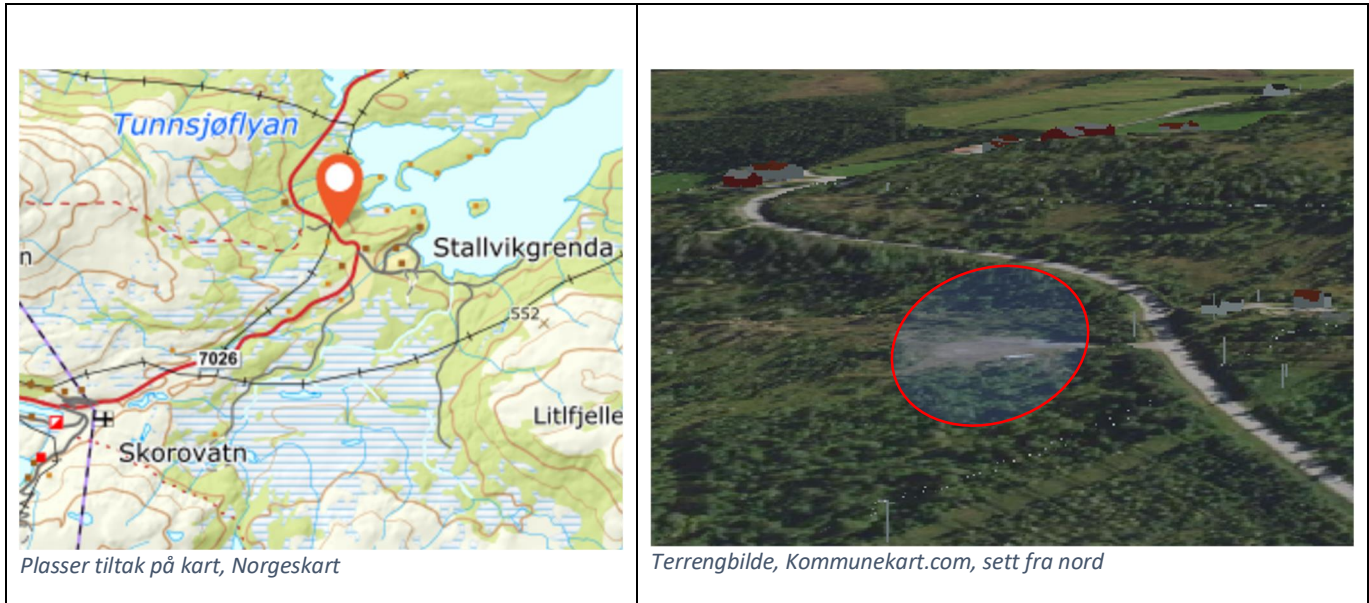 Tunnsjøflyan
Stallvikgrenda
n
552
7026
Litlfjelle
Skorovatn
Plasser tiltak på kart, Norgeskart
Terrengbilde, Kommunekart.com, sett fra nord